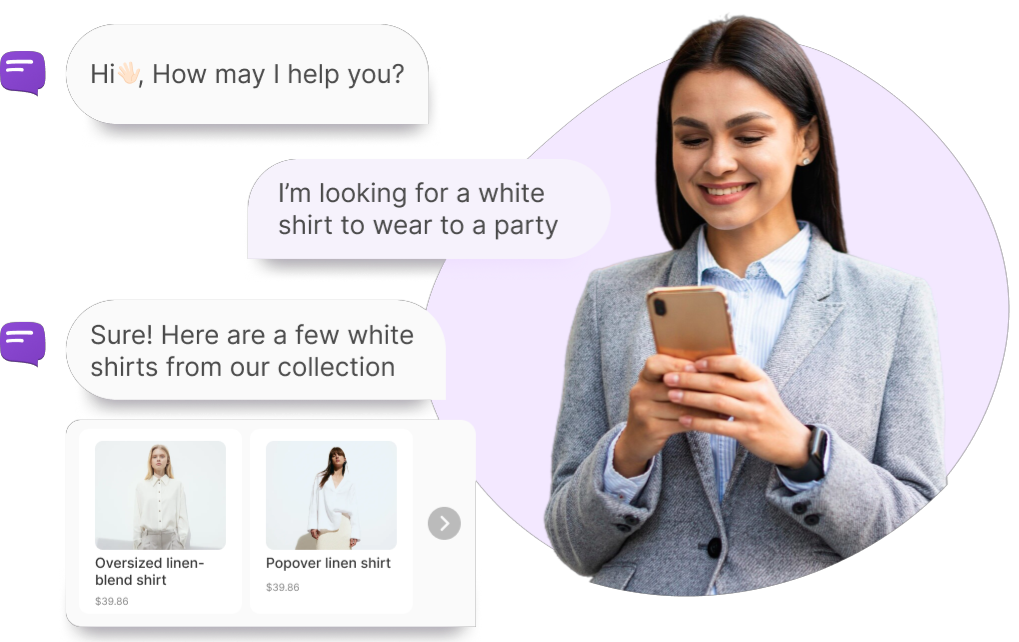 Hi👋🏻, How may I help you?
I’m looking for a white
shirt to wear to a party
Sure! Here are a few white
shirts from our collection
Oversized linen-
blend shirt
$39.86
Popover linen shirt
$39.86